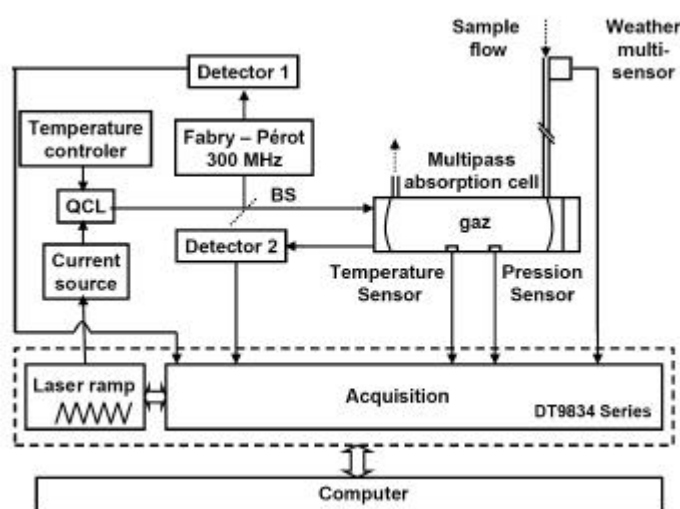 Sample
flow
Weather
multi-
sensor
Detector 1
Temperature
controler
Fabry – Pérot
300 MHz
Multipass
absorption cell
QCL
BS
gaz
Detector 2
Current
source
Temperature
Sensor
Pression
Sensor
Laser ramp
Acquisition
DT9834 Series
Computer